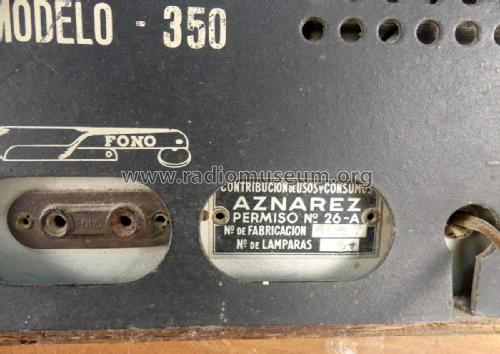 MODELO - 350
FONO
www.radiomuseum.org
FONO
CONTRIBUCION DE USOS Y CONSUMOS
AZNAREZ
PERMISO Nº 26-A
Nº DE FABRICACION
Nº DE LAMPARAS